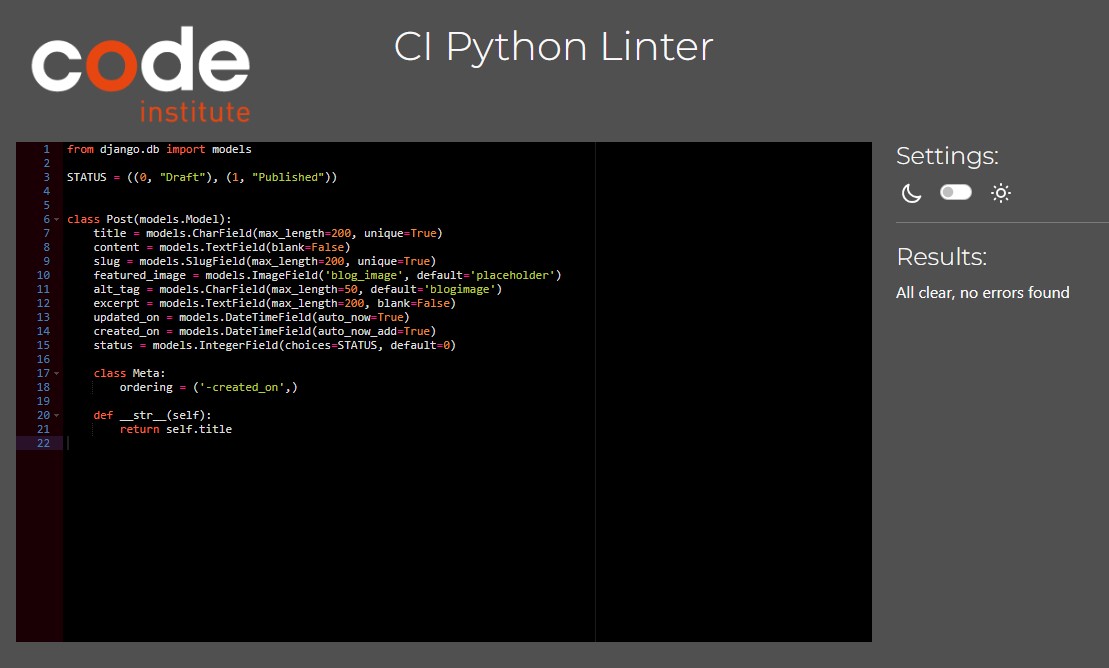 code
institute
CI Python Linter
1 from django.db import models
2
3 STATUS = ((0, "Draft"), (1, "Published"))
4
5
6 class Post(models.Model):
7     title = models.CharField(max_length=200, unique=True)
8     content = models.TextField(blank=False)
9     slug = models.SlugField(max_length=200, unique=True)
10     featured_image = models.ImageField('blog_image', default='placeholder')
11     alt_tag = models.CharField(max_length=50, default='blogimage')
12     excerpt = models.TextField(max_length=200, blank=False)
13     updated_on = models.DateTimeField(auto_now=True)
14     created_on = models.DateTimeField(auto_now_add=True)
15     status = models.IntegerField(choices=STATUS, default=0)
16
17     class Meta:
18         ordering = ('-created_on',)
19
20     def __str__(self):
21         return self.title
22
Settings:
Results:
All clear, no errors found